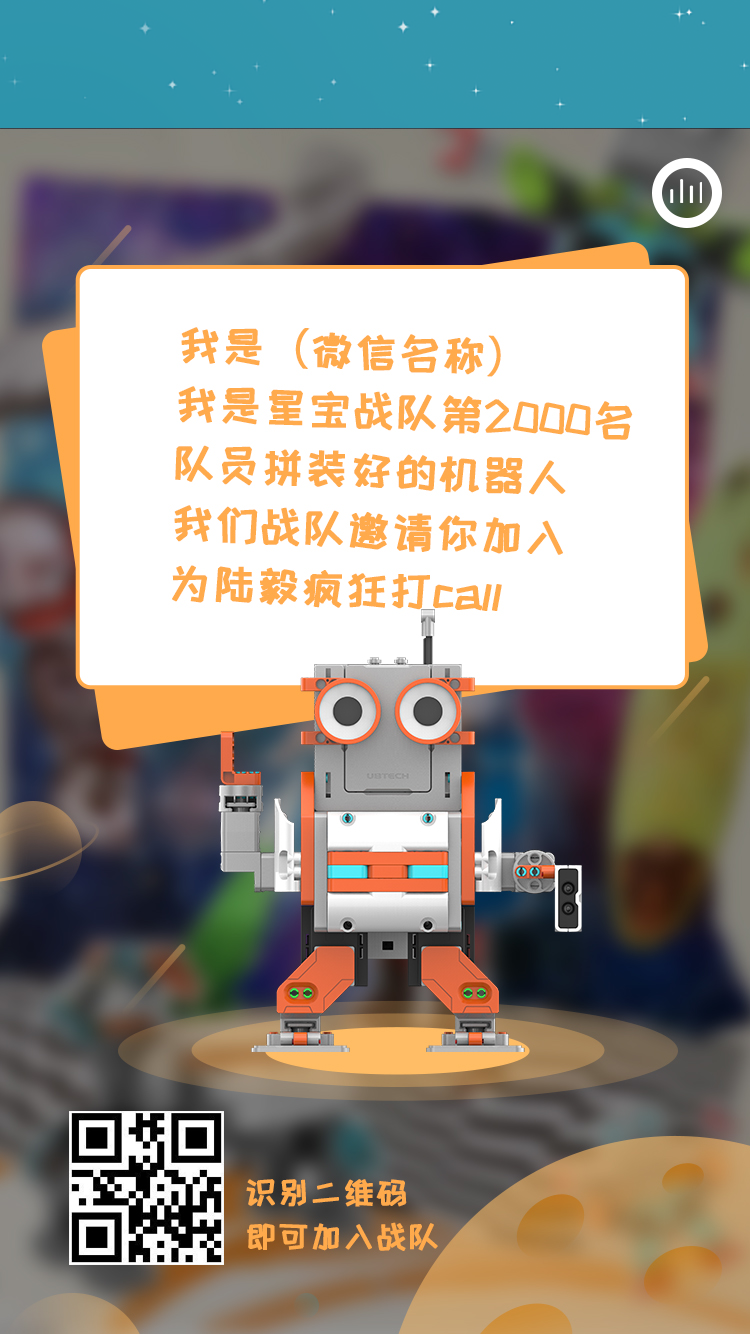 我是（微信名称）
我是星宝战队第2000名
队员拼装好的机器人
我们战队邀请你加入
为陆毅疯狂打call
UBTECH
识别二维码
即可加入战队